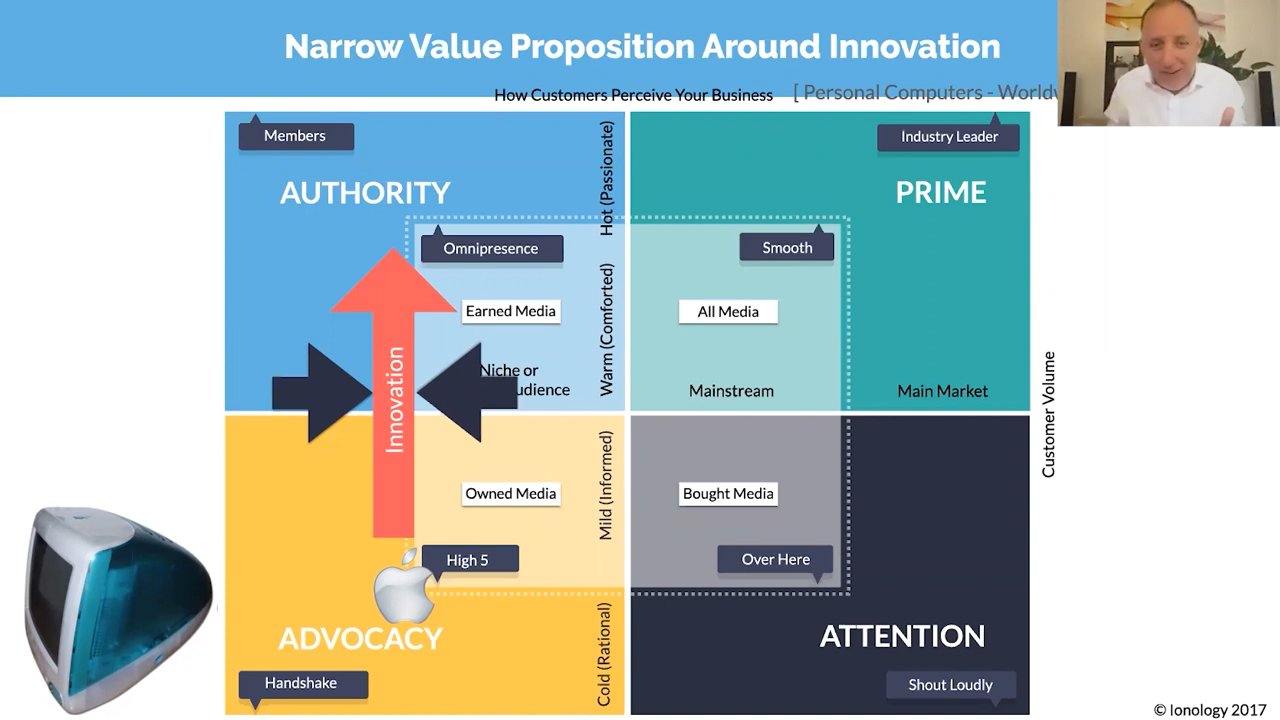 Narrow Value Proposition Around Innovation
How Customers Perceive Your Business
[ Personal Computers -
Members
Industry Leader
AUTHORITY
PRIME
Hot (Passionate)
Omnipresence
Smooth
Earned Media
All Media
Warm (Comforted)
Innovation
Niche or
Mainstream
Main Market
Customer Volume
Owned Media
Bought Media
Mild (Informed)
High 5
Over Here
ADVOCACY
ATTENTION
Cold (Rational)
Handshake
Shout Loudly
© Ionology 2017